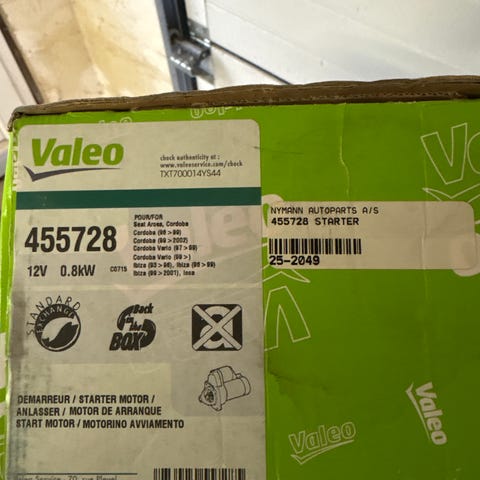 Valeo
check authenticity at :
www.valeoservice.com/check
TXT700014YS44
455728
12V 0.8kW C0715
POUR/FOR
Seat Arosa, Cordoba
Cordoba (96 > 99)
Cordoba (99 > 2002)
Cordoba Vario (97 > 99)
Cordoba Vario (99 > )
Ibiza (93 > 96), Ibiza (96 > 99)
Ibiza (99 > 2001), Inca
NYMANN AUTOPARTS A/S
455728 STARTER
25-2049
STANDARD
EXCHANGE
Back
in the
BOX
DÉMARREUR / STARTER MOTOR /
ANLASSER / MOTOR DE ARRANQUE
START MOTOR / MOTORINO AVVIAMENTO
Valeo
Valeo
Valeo